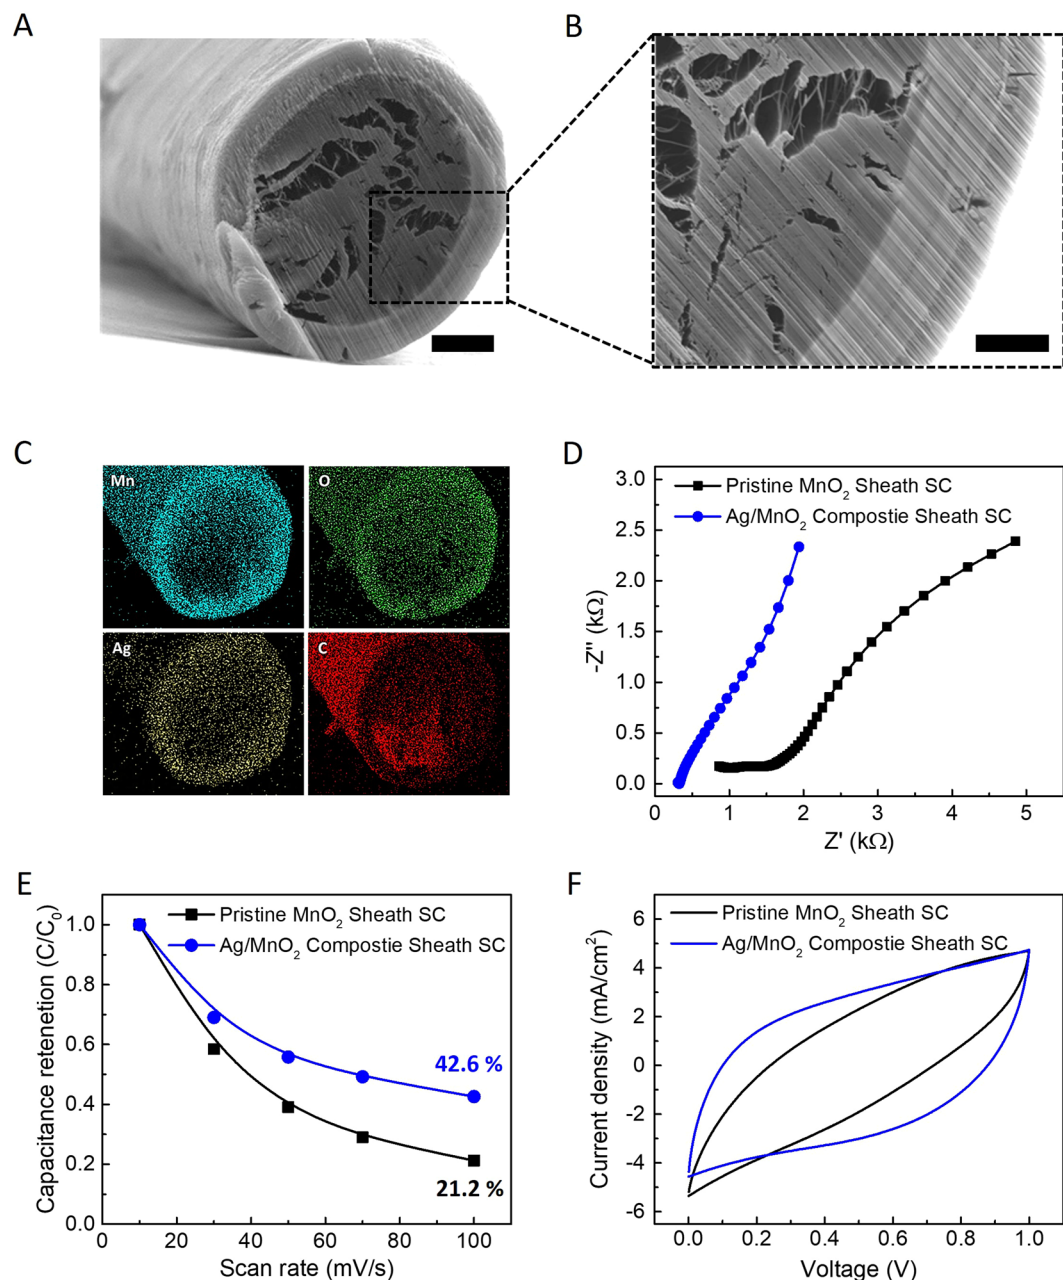 A
B
C
Mn
O
Ag
C
D
Pristine MnO₂ Sheath SC
Ag/MnO₂ Compostie Sheath SC
3.0
2.5
2.0
1.5
1.0
0.5
0.0
-Z" (kΩ)
0 1 2 3 4 5
Z' (kΩ)
E
Pristine MnO₂ Sheath SC
Ag/MnO₂ Compostie Sheath SC
1.0
0.8
0.6
0.4
0.2
0.0
Capacitance retenetion (C/C₀)
42.6 %
21.2 %
0 20 40 60 80 100
Scan rate (mV/s)
F
Pristine MnO₂ Sheath SC
Ag/MnO₂ Compostie Sheath SC
6
4
2
0
-2
-4
-6
Current density (mA/cm²)
0.0 0.2 0.4 0.6 0.8 1.0
Voltage (V)